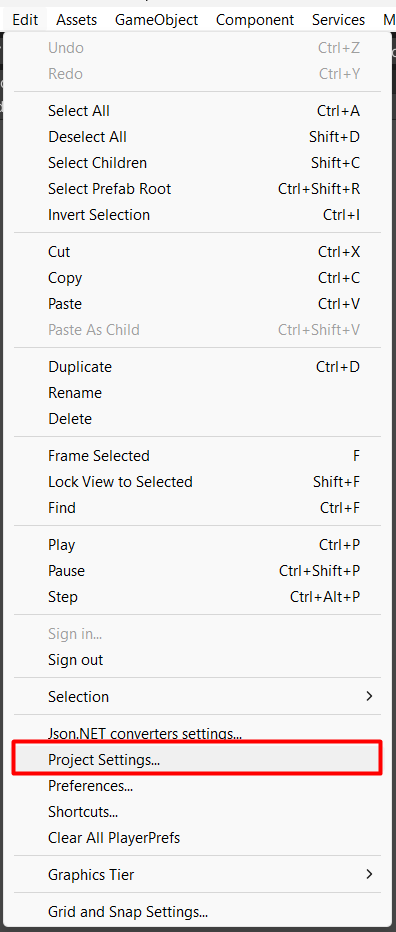 Edit Assets GameObject Component Services M
Undo Ctrl+Z
Redo Ctrl+Y
Select All Ctrl+A
Deselect All Shift+D
Select Children Shift+C
Select Prefab Root Ctrl+Shift+R
Invert Selection Ctrl+I
Cut Ctrl+X
Copy Ctrl+C
Paste Ctrl+V
Paste As Child Ctrl+Shift+V
Duplicate Ctrl+D
Rename
Delete
Frame Selected F
Lock View to Selected Shift+F
Find Ctrl+F
Play Ctrl+P
Pause Ctrl+Shift+P
Step Ctrl+Alt+P
Sign in...
Sign out
Selection
Json.NET converters settings...
Project Settings...
Preferences...
Shortcuts...
Clear All PlayerPrefs
Graphics Tier
Grid and Snap Settings...